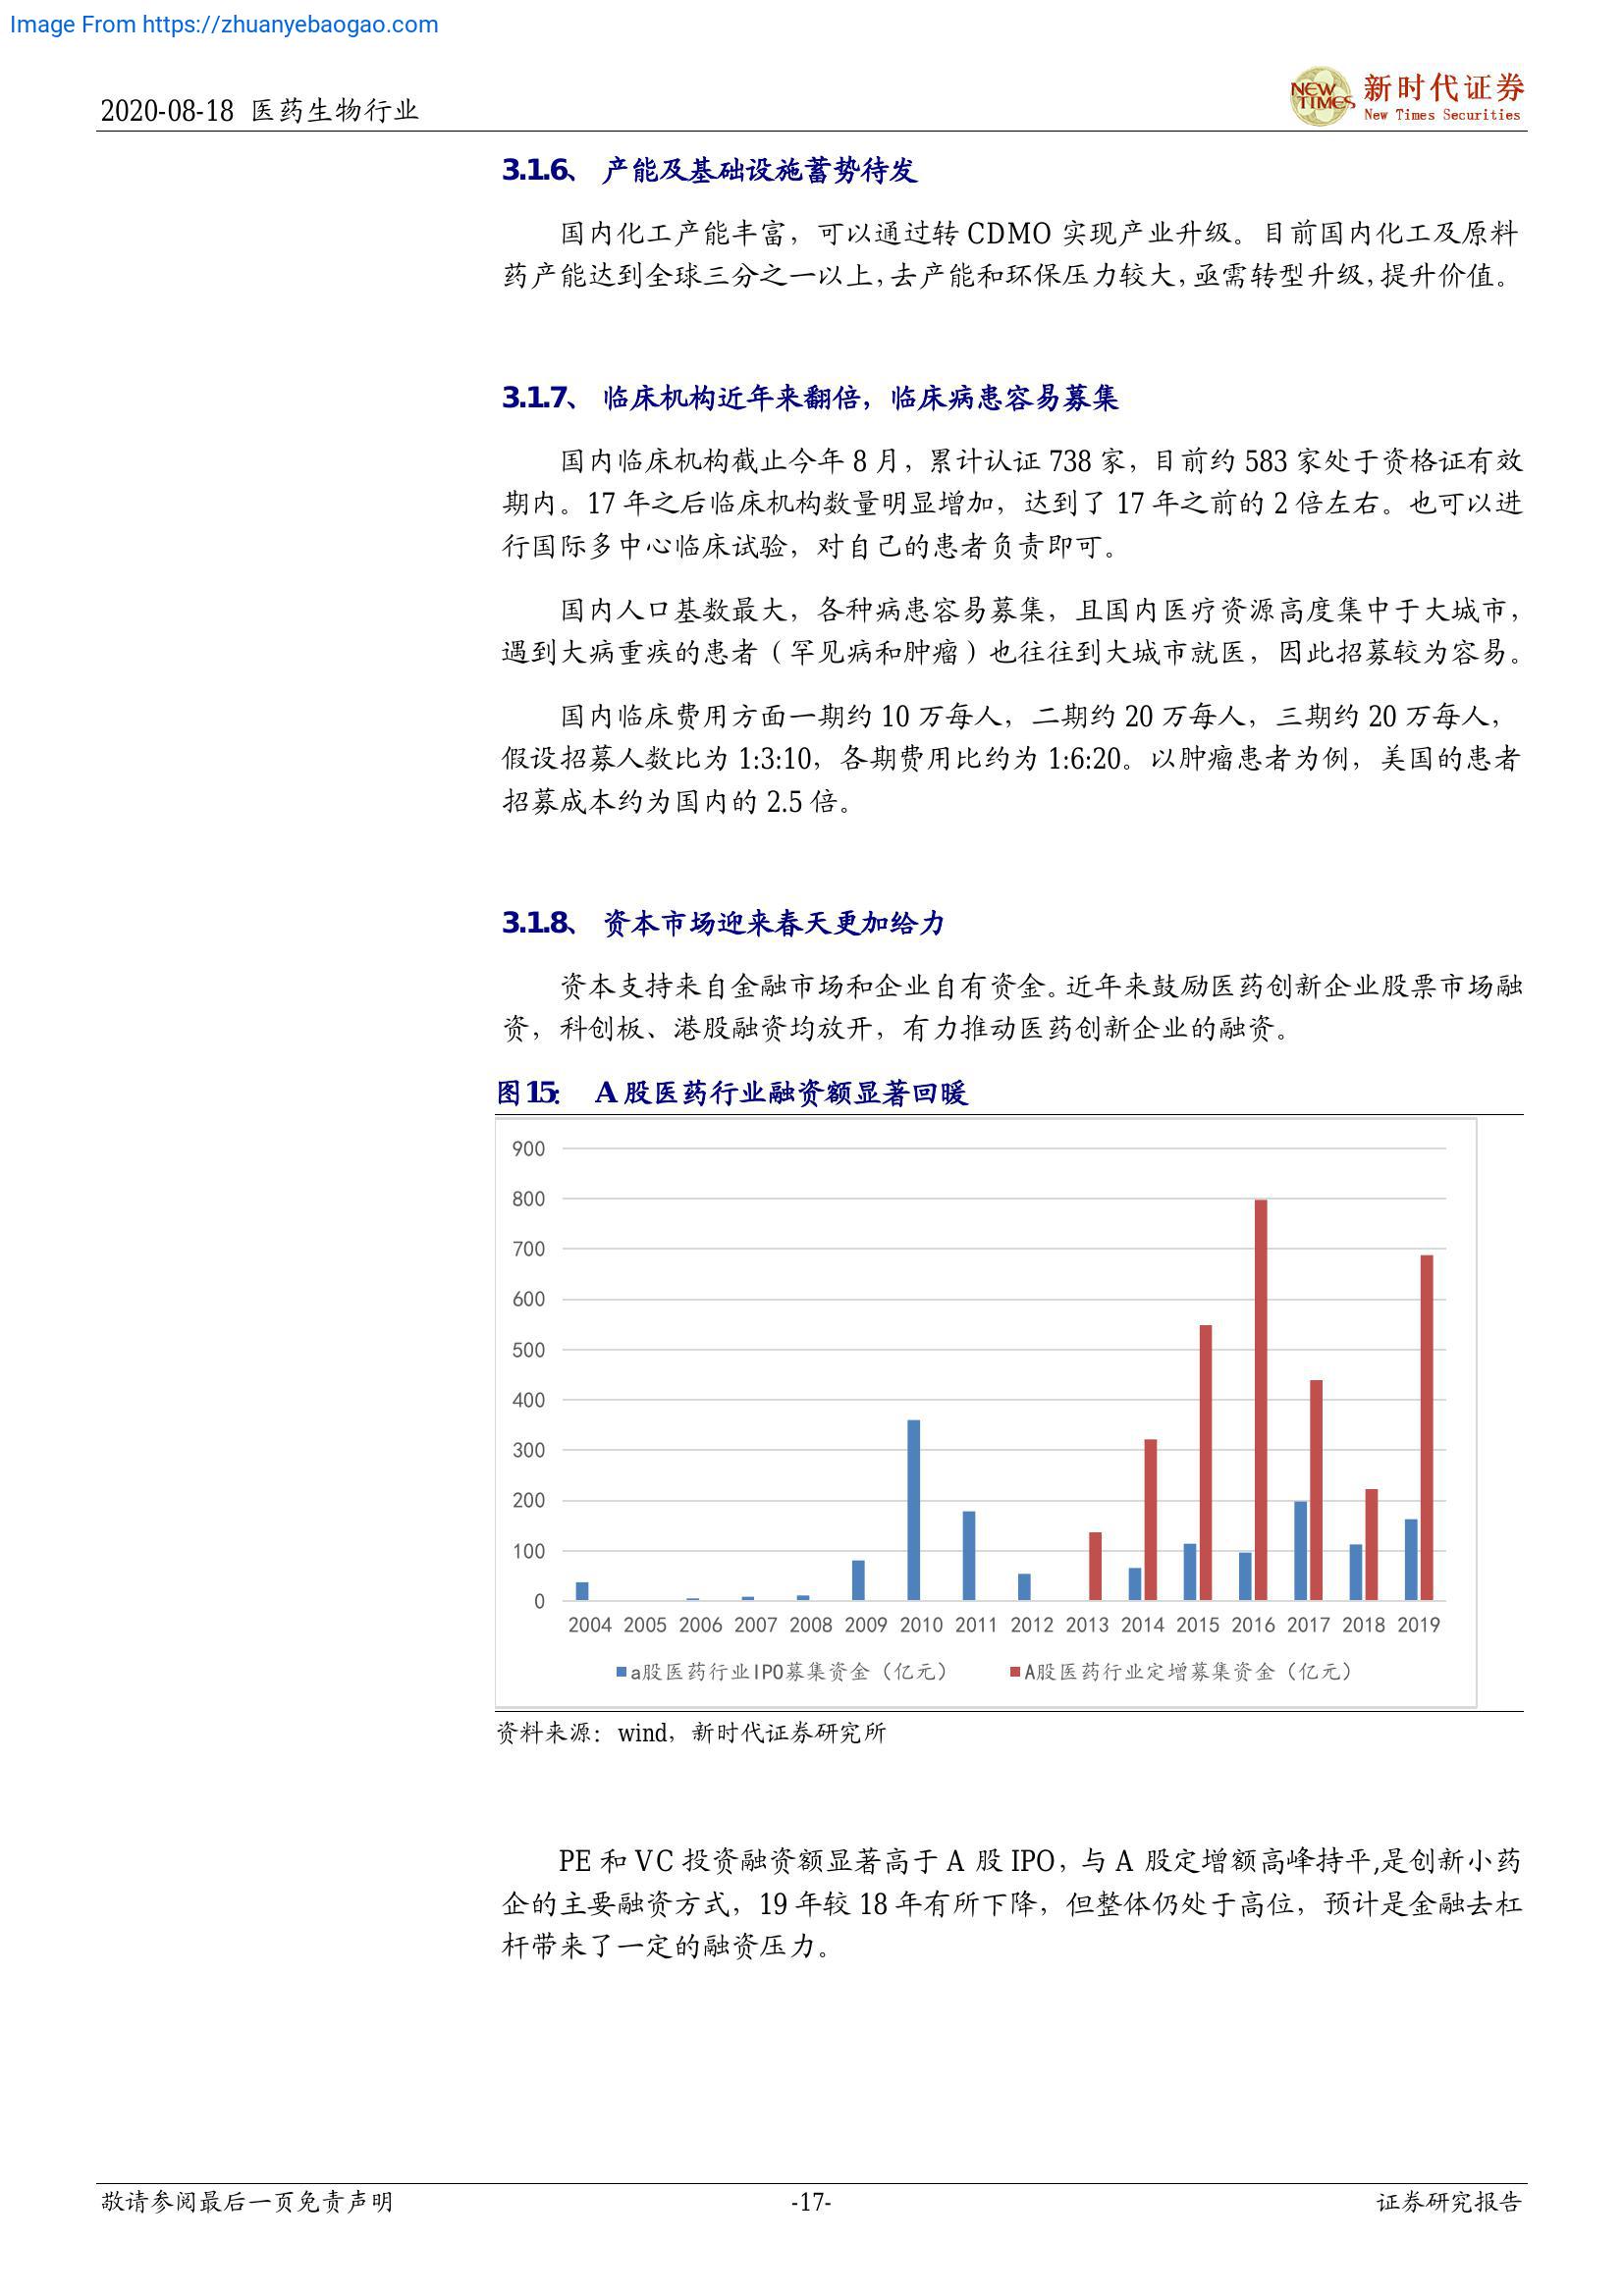 Image From https://zhuanyebaogao.com
2020-08-18 医药生物行业
NEW TIMES
新时代证券
New Times Securities
3.1.6、 产能及基础设施蓄势待发
国内化工产能丰富，可以通过转 CDMO 实现产业升级。目前国内化工及原料
药产能达到全球三分之一以上，去产能和环保压力较大，亟需转型升级，提升价值。
3.1.7、 临床机构近年来翻倍，临床病患容易募集
国内临床机构截止今年 8 月，累计认证 738 家，目前约 583 家处于资格证有效
期内。17 年之后临床机构数量明显增加，达到了 17 年之前的 2 倍左右。也可以进
行国际多中心临床试验，对自己的患者负责即可。
国内人口基数最大，各种病患容易募集，且国内医疗资源高度集中于大城市，
遇到大病重疾的患者（罕见病和肿瘤）也往往到大城市就医，因此招募较为容易。
国内临床费用方面一期约 10 万每人，二期约 20 万每人，三期约 20 万每人，
假设招募人数比为 1:3:10，各期费用比约为 1:6:20。以肿瘤患者为例，美国的患者
招募成本约为国内的 2.5 倍。
3.1.8、 资本市场迎来春天更加给力
资本支持来自金融市场和企业自有资金。近年来鼓励医药创新企业股票市场融
资，科创板、港股融资均放开，有力推动医药创新企业的融资。
图 15： A 股医药行业融资额显著回暖
900
800
700
600
500
400
300
200
100
0
2004 2005 2006 2007 2008 2009 2010 2011 2012 2013 2014 2015 2016 2017 2018 2019
a股医药行业IPO募集资金（亿元） A股医药行业定增募集资金（亿元）
资料来源：wind，新时代证券研究所
PE 和 VC 投资融资额显著高于 A 股 IPO，与 A 股定增额高峰持平,是创新小药
企的主要融资方式，19 年较 18 年有所下降，但整体仍处于高位，预计是金融去杠
杆带来了一定的融资压力。
敬请参阅最后一页免责声明 -17- 证券研究报告